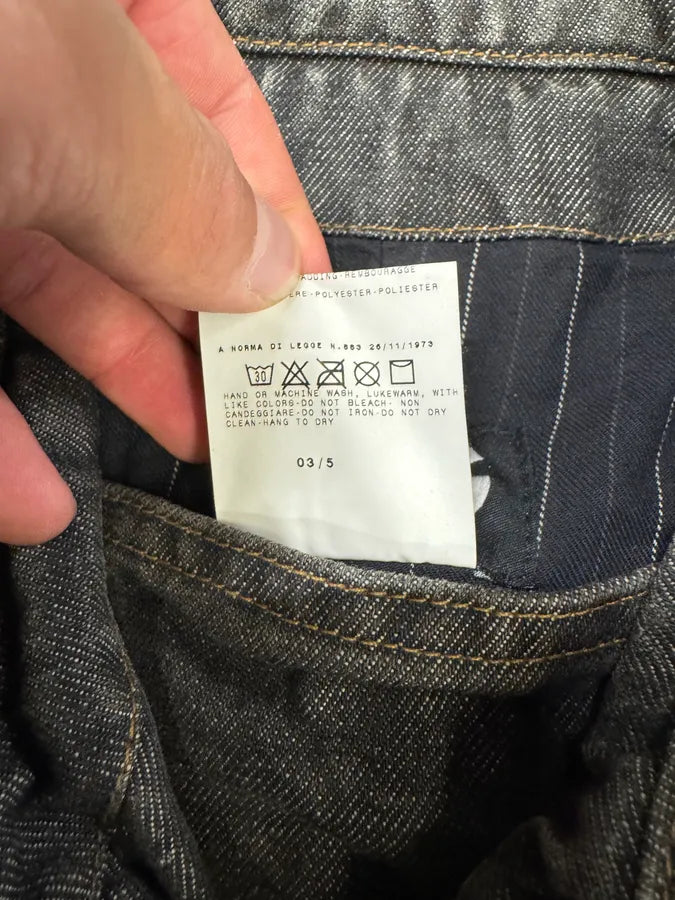 PADDING-REMBOURAGGE
ERE-POLYESTER-POLIESTER
A NORMA DI LEGGE N.883 26/11/1973
30
HAND OR MACHINE WASH, LUKEWARM, WITH
LIKE COLORS-DO NOT BLEACH- NON
CANDEGGIARE-DO NOT IRON-DO NOT DRY
CLEAN-HANG TO DRY
03/5